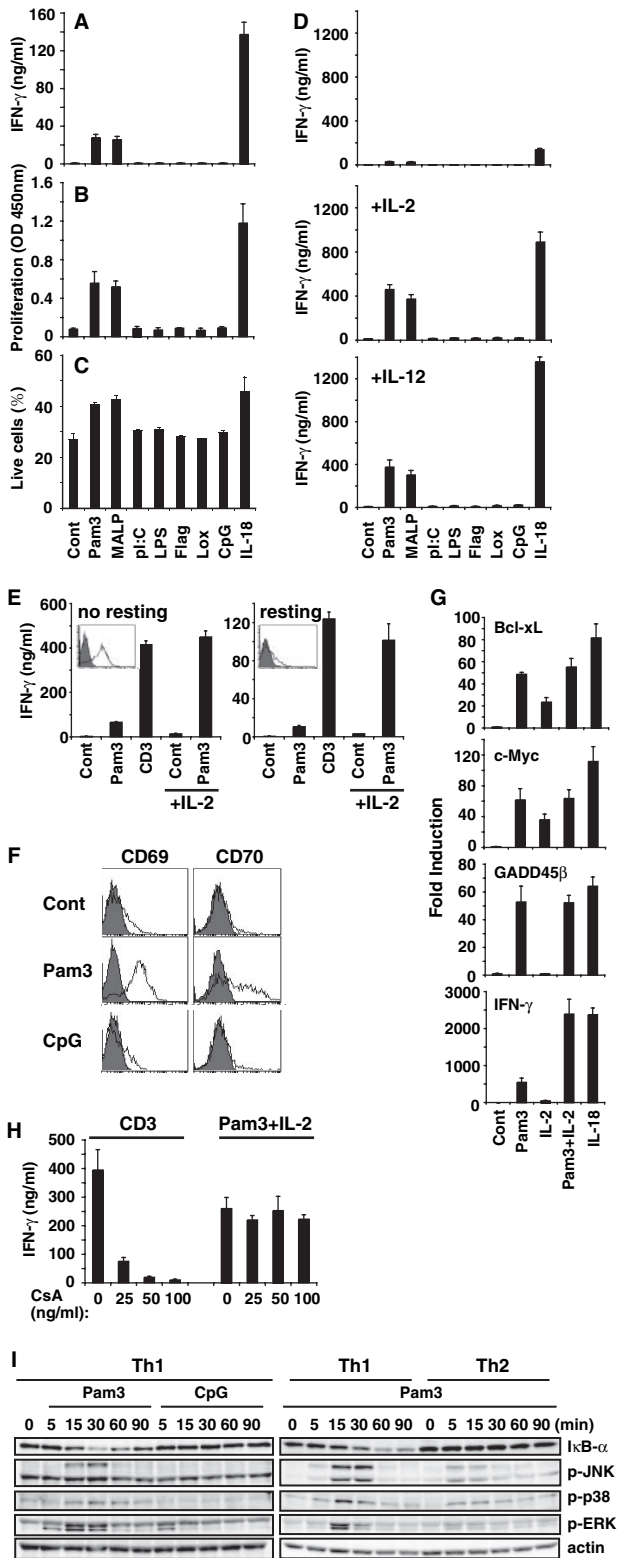 A
IFN-γ (ng/ml)
160
120
80
40
0
B
Proliferation (OD 450nm)
1.6
1.2
0.8
0.4
0
C
Live cells (%)
60
40
20
0
Cont
Pam3
MALP
pI:C
LPS
Flag
Lox
CpG
IL-18
D
IFN-γ (ng/ml)
1200
800
400
0
+IL-2
IFN-γ (ng/ml)
1200
800
400
0
+IL-12
IFN-γ (ng/ml)
1200
800
400
0
Cont
Pam3
MALP
pI:C
LPS
Flag
Lox
CpG
IL-18
E
IFN-γ (ng/ml)
no resting
600
400
200
0
Cont
Pam3
CD3
Cont
Pam3
+IL-2
resting
120
80
40
0
Cont
Pam3
CD3
Cont
Pam3
+IL-2
F
CD69 CD70
Cont
Pam3
CpG
G
Fold Induction
Bcl-xL
100
80
60
40
20
0
c-Myc
120
80
40
0
GADD45β
80
60
40
20
0
IFN-γ
3000
2000
1000
0
Cont
Pam3
IL-2
Pam3+IL-2
IL-18
H
CD3 Pam3+IL-2
IFN-γ (ng/ml)
500
400
300
200
100
0
CsA
(ng/ml):
0 25 50 100 0 25 50 100
I
Th1 Th1 Th2
Pam3 CpG Pam3
0 5 15 30 60 90 5 15 30 60 90 0 5 15 30 60 90 0 5 15 30 60 90 (min)
IκB-α
p-JNK
p-p38
p-ERK
actin